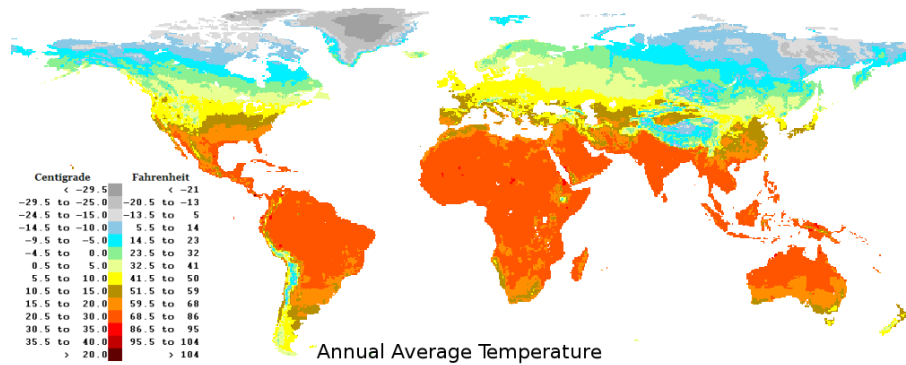 Centigrade Fahrenheit
< -29.5 < -21
-29.5 to -25.0 -20.5 to -13
-24.5 to -15.0 -13.5 to 5
-14.5 to -10.0 5.5 to 14
-9.5 to -5.0 14.5 to 23
-4.5 to 0.0 23.5 to 32
0.5 to 5.0 32.5 to 41
5.5 to 10.0 41.5 to 50
10.5 to 15.0 51.5 to 59
15.5 to 20.0 59.5 to 68
20.5 to 30.0 68.5 to 86
30.5 to 35.0 86.5 to 95
35.5 to 40.0 95.5 to 104
> 20.0 > 104
Annual Average Temperature